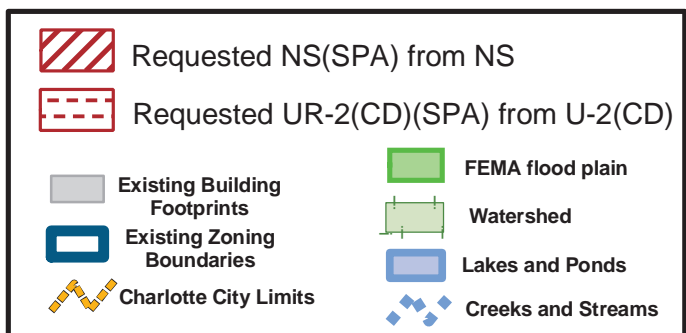 Requested NS(SPA) from NS
Requested UR-2(CD)(SPA) from U-2(CD)
Existing Building
Footprints
Existing Zoning
Boundaries
Charlotte City Limits
FEMA flood plain
Watershed
Lakes and Ponds
Creeks and Streams